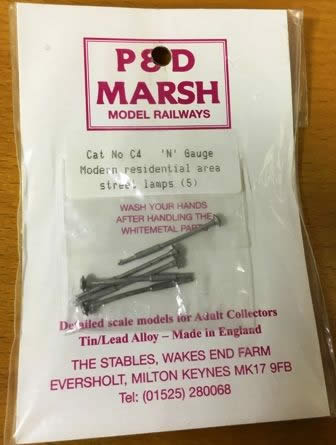 P&D
MARSH
MODEL RAILWAYS
Cat No C4 'N' Gauge
Modern residential area
street lamps (5)
WASH YOUR HANDS
AFTER HANDLING THE
WHITEMETAL PARTS
Detailed scale models for Adult Collectors
Tin/Lead Alloy – Made in England
THE STABLES, WAKES END FARM
EVERSHOLT, MILTON KEYNES MK17 9FB
Tel: (01525) 280068